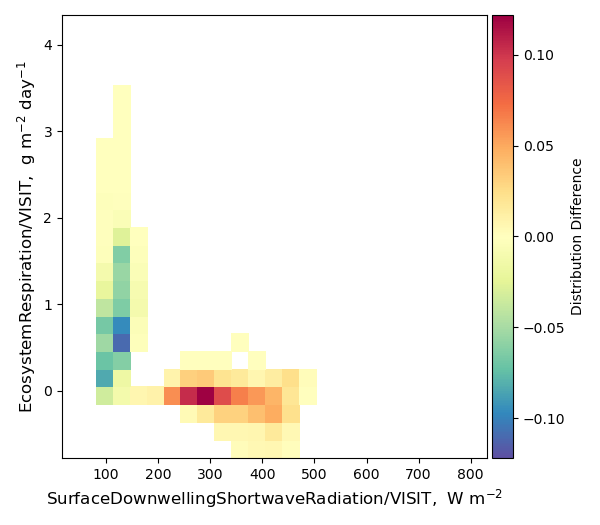 4
3
2
1
0
EcosystemRespiration/VISIT, g m⁻² day⁻¹
100 200 300 400 500 600 700 800
SurfaceDownwellingShortwaveRadiation/VISIT, W m⁻²
0.10
0.05
0.00
−0.05
−0.10
Distribution Difference